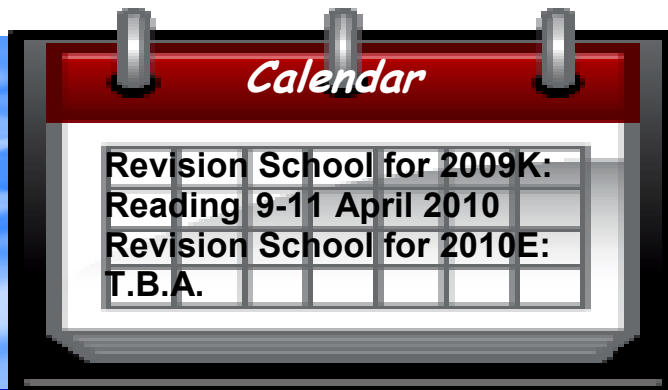 Calendar
Revision School for 2009K:
Reading 9-11 April 2010
Revision School for 2010E:
T.B.A.